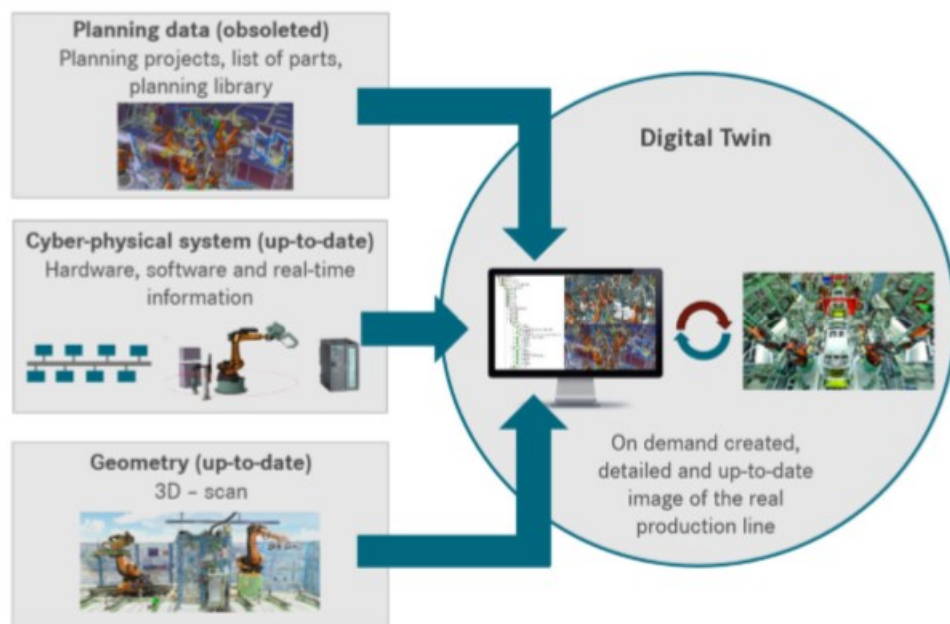 Planning data (obsoleted)
Planning projects, list of parts,
planning library
Cyber-physical system (up-to-date)
Hardware, software and real-time
information
Geometry (up-to-date)
3D – scan
Digital Twin
On demand created,
detailed and up-to-date
image of the real
production line